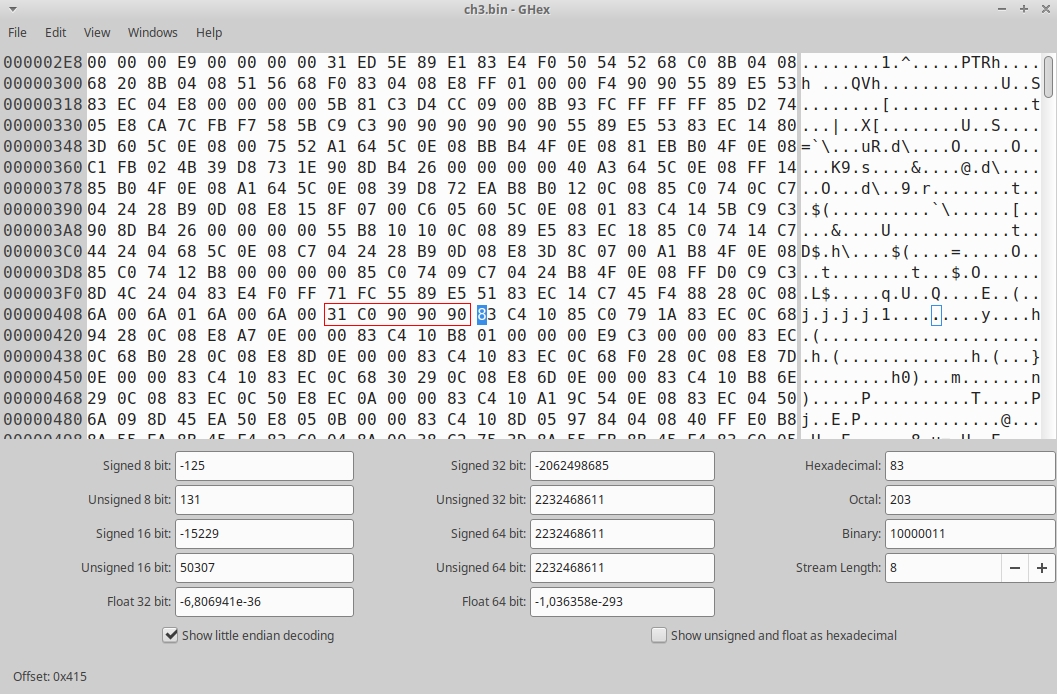 ch3.bin - GHex
File Edit View Windows Help
000002E8 00 00 00 E9 00 00 00 00 31 ED 5E 89 E1 83 E4 F0 50 54 52 68 C0 8B 04 08 ........1.^.....PTRh....
00000300 68 20 8B 04 08 51 56 68 F0 83 04 08 E8 FF 01 00 00 F4 90 90 55 89 E5 53 h ...QVh............U..S
00000318 83 EC 04 E8 00 00 00 00 5B 81 C3 D4 CC 09 00 8B 93 FC FF FF FF 85 D2 74 ........[..............t
00000330 05 E8 CA 7C FB F7 58 5B C9 C3 90 90 90 90 90 90 55 89 E5 53 83 EC 14 80 ...|..X[........U..S....
00000348 3D 60 5C 0E 08 00 75 52 A1 64 5C 0E 08 BB B4 4F 0E 08 81 EB B0 4F 0E 08 =`\...uR.d\....O.....O..
00000360 C1 FB 02 4B 39 D8 73 1E 90 8D B4 26 00 00 00 00 40 A3 64 5C 0E 08 FF 14 ...K9.s....&....@.d\....
00000378 85 B0 4F 0E 08 A1 64 5C 0E 08 39 D8 72 EA B8 B0 12 0C 08 85 C0 74 0C C7 ..O...d\..9.r........t..
00000390 04 24 28 B9 0D 08 E8 15 8F 07 00 C6 05 60 5C 0E 08 01 83 C4 14 5B C9 C3 .$(..........`\......[..
000003A8 90 8D B4 26 00 00 00 00 55 B8 10 10 0C 08 89 E5 83 EC 18 85 C0 74 14 C7 ...&....U............t..
000003C0 44 24 04 68 5C 0E 08 C7 04 24 28 B9 0D 08 E8 3D 8C 07 00 A1 B8 4F 0E 08 D$.h\....$(....=.....O..
000003D8 85 C0 74 12 B8 00 00 00 00 85 C0 74 09 C7 04 24 B8 4F 0E 08 FF D0 C9 C3 ..t........t...$.O......
000003F0 8D 4C 24 04 83 E4 F0 FF 71 FC 55 89 E5 51 83 EC 14 C7 45 F4 88 28 0C 08 .L$.....q.U..Q....E..(..
00000408 6A 00 6A 01 6A 00 6A 00 31 C0 90 90 90 83 C4 10 85 C0 79 1A 83 EC 0C 68 j.j.j.j.1.........y....h
00000420 94 28 0C 08 E8 A7 0E 00 00 83 C4 10 B8 01 00 00 00 E9 C3 00 00 00 83 EC .(......................
00000438 0C 68 B0 28 0C 08 E8 8D 0E 00 00 83 C4 10 83 EC 0C 68 F0 28 0C 08 E8 7D .h.(.............h.(...}
00000450 0E 00 00 83 C4 10 83 EC 0C 68 30 29 0C 08 E8 6D 0E 00 00 83 C4 10 B8 6E .........h0)...m.......n
00000468 29 0C 08 83 EC 0C 50 E8 EC 0A 00 00 83 C4 10 A1 9C 54 0E 08 83 EC 04 50 ).....P..........T.....P
00000480 6A 09 8D 45 EA 50 E8 05 0B 00 00 83 C4 10 8D 05 97 84 04 08 40 FF E0 B8 j..E.P..............@...
Signed 8 bit: -125 Signed 32 bit: -2062498685 Hexadecimal: 83
Unsigned 8 bit: 131 Unsigned 32 bit: 2232468611 Octal: 203
Signed 16 bit: -15229 Signed 64 bit: 2232468611 Binary: 10000011
Unsigned 16 bit: 50307 Unsigned 64 bit: 2232468611 Stream Length: 8
Float 32 bit: -6,806941e-36 Float 64 bit: -1,036358e-293
Show little endian decoding Show unsigned and float as hexadecimal
Offset: 0x415